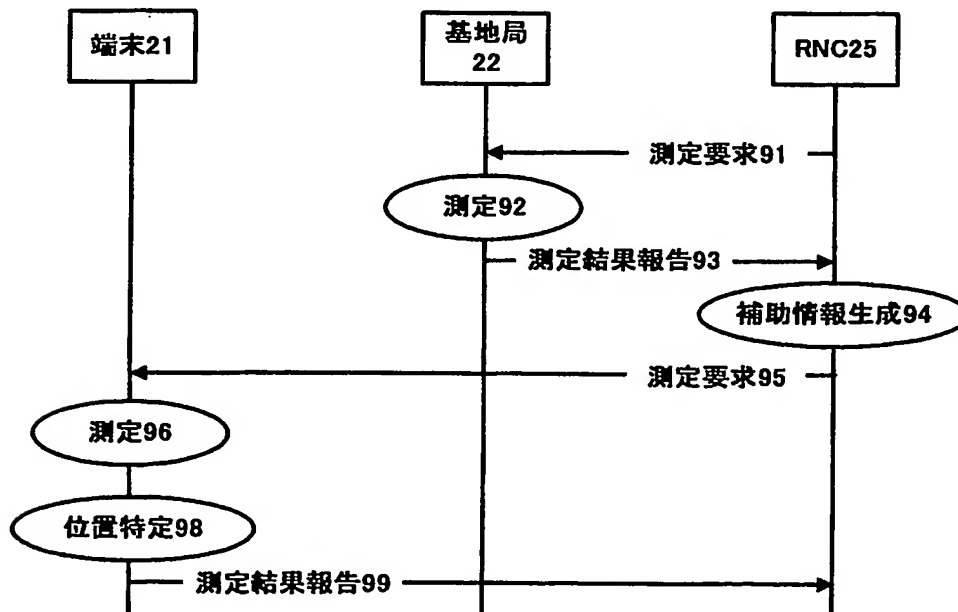 端末21
基地局
22
RNC25
測定要求91
測定92
測定結果報告93
補助情報生成94
測定要求95
測定96
位置特定98
測定結果報告99